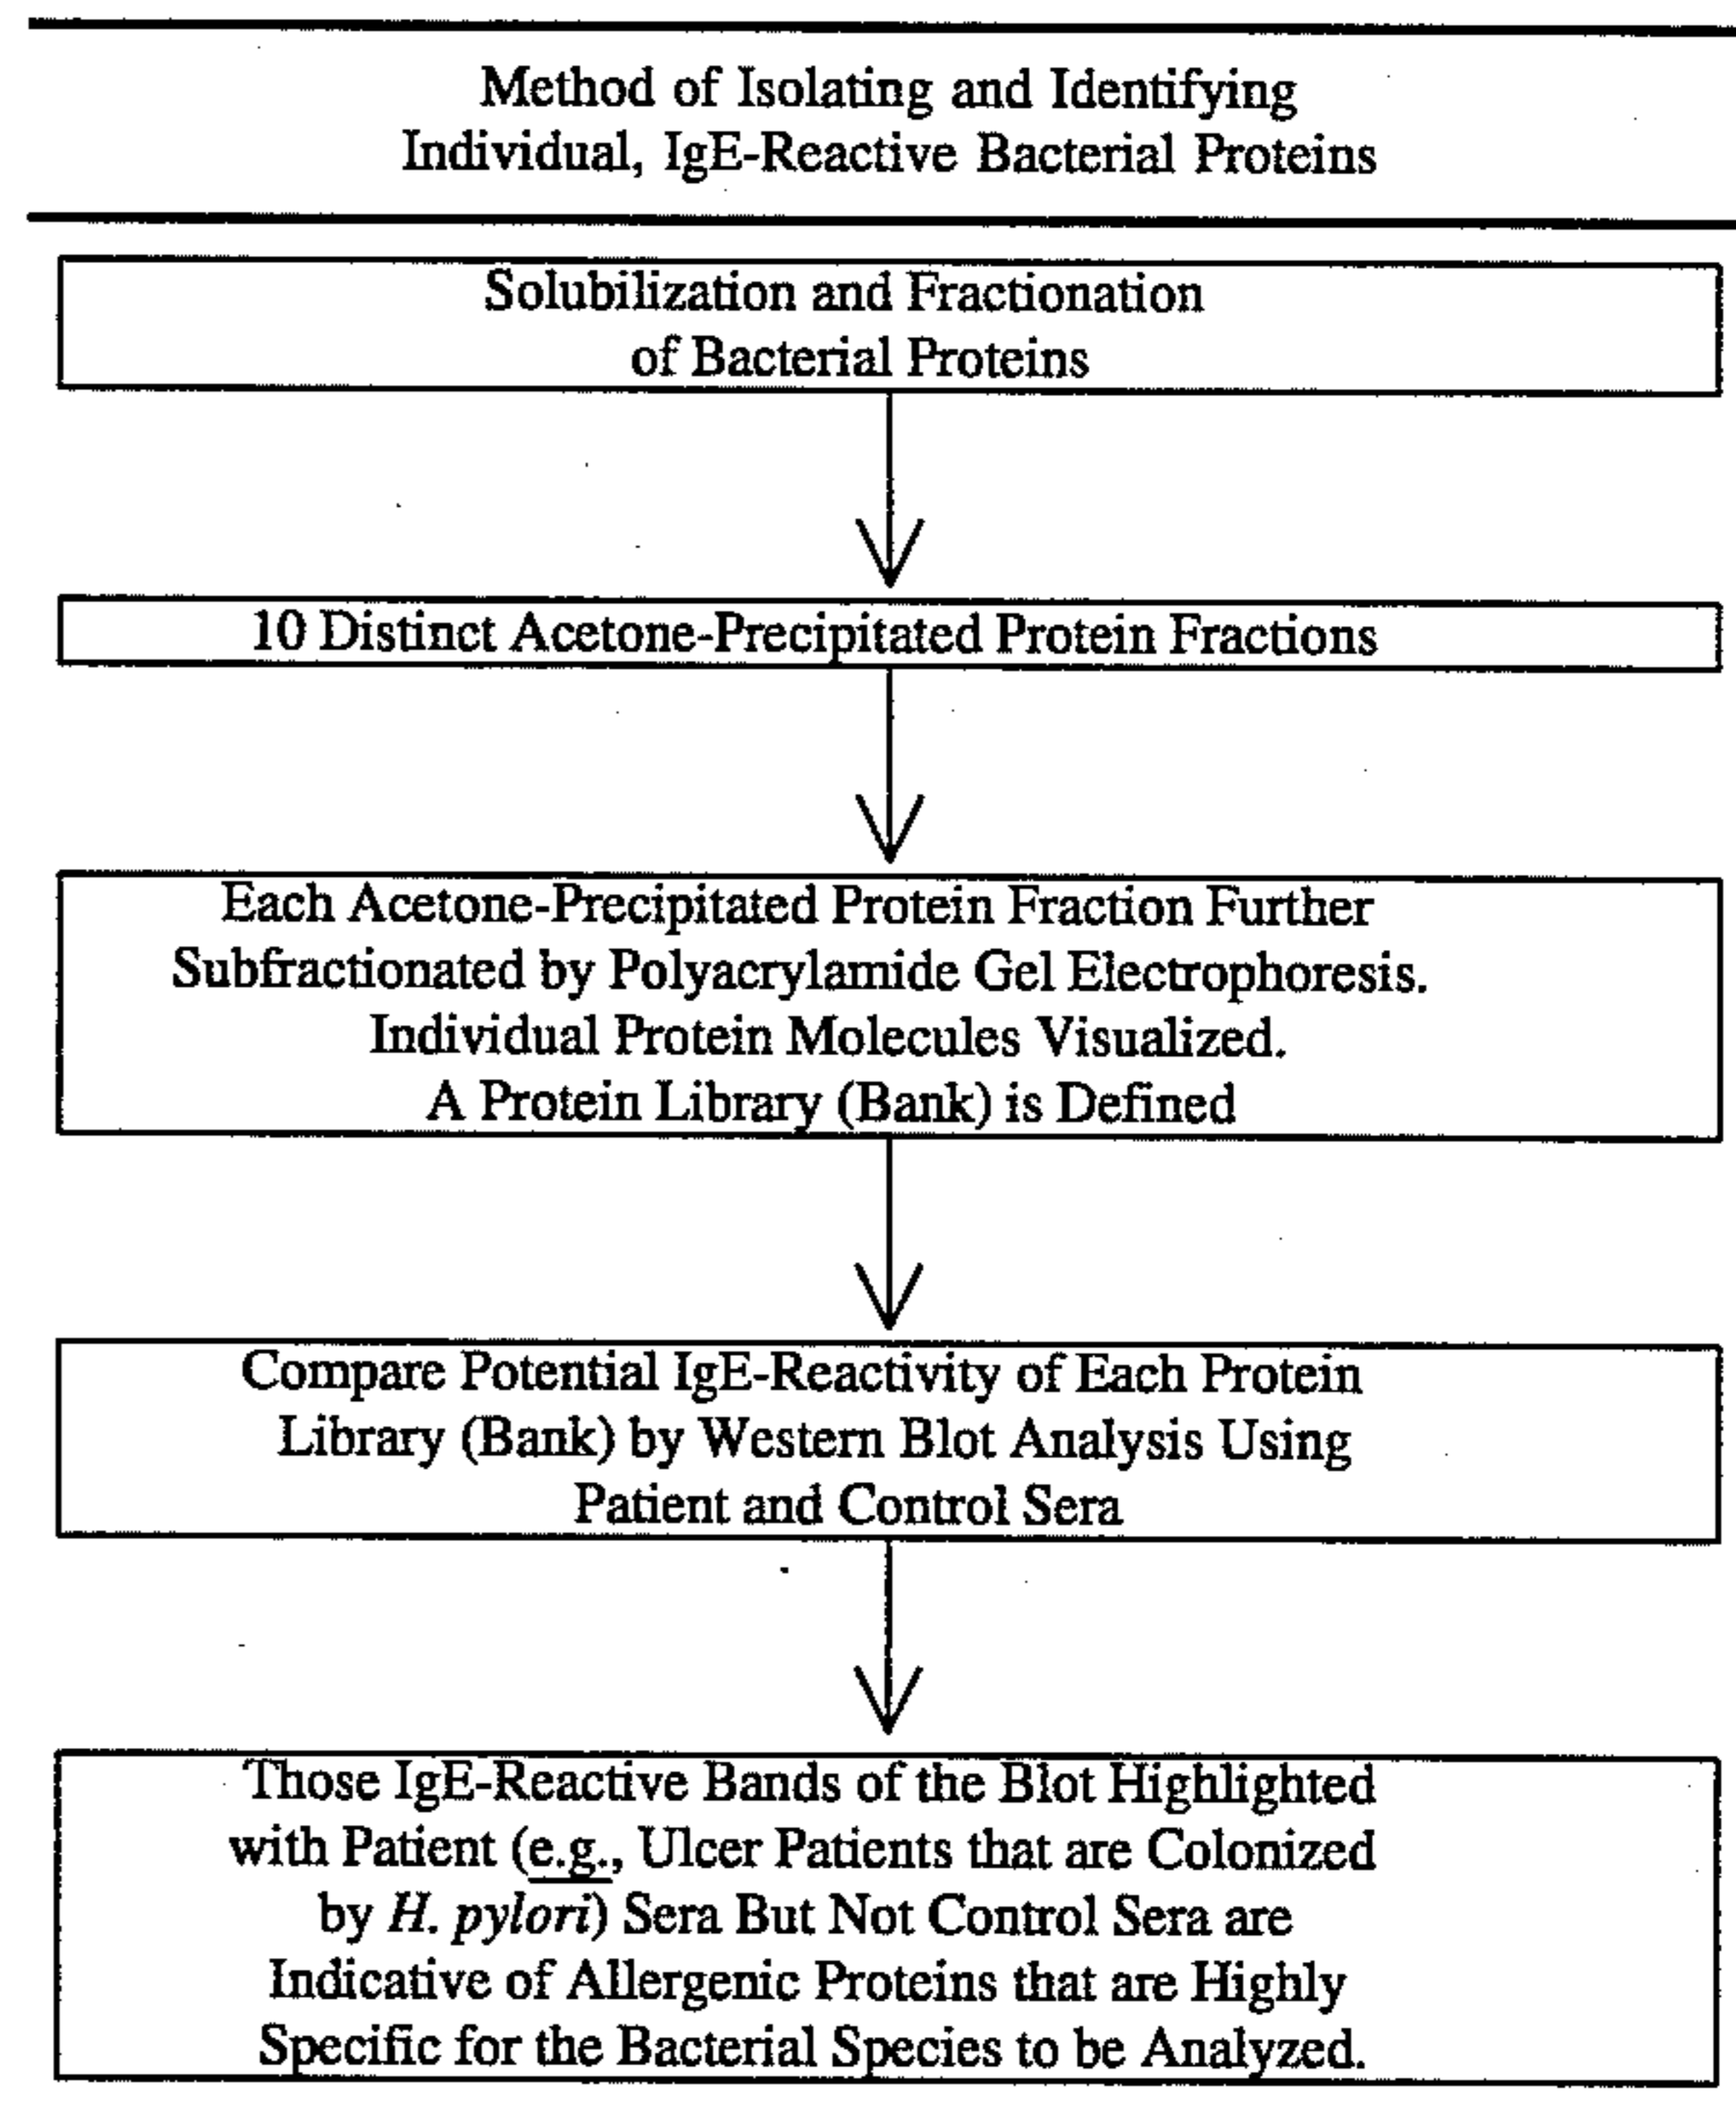 Method of Isolating and Identifying
Individual, IgE-Reactive Bacterial Proteins
Solubilization and Fractionation
of Bacterial Proteins
10 Distinct Acetone-Precipitated Protein Fractions
Each Acetone-Precipitated Protein Fraction Further
Subfractionated by Polyacrylamide Gel Electrophoresis.
Individual Protein Molecules Visualized.
A Protein Library (Bank) is Defined
Compare Potential IgE-Reactivity of Each Protein
Library (Bank) by Western Blot Analysis Using
Patient and Control Sera
Those IgE-Reactive Bands of the Blot Highlighted
with Patient (e.g., Ulcer Patients that are Colonized
by H. pylori) Sera But Not Control Sera are
Indicative of Allergenic Proteins that are Highly
Specific for the Bacterial Species to be Analyzed.